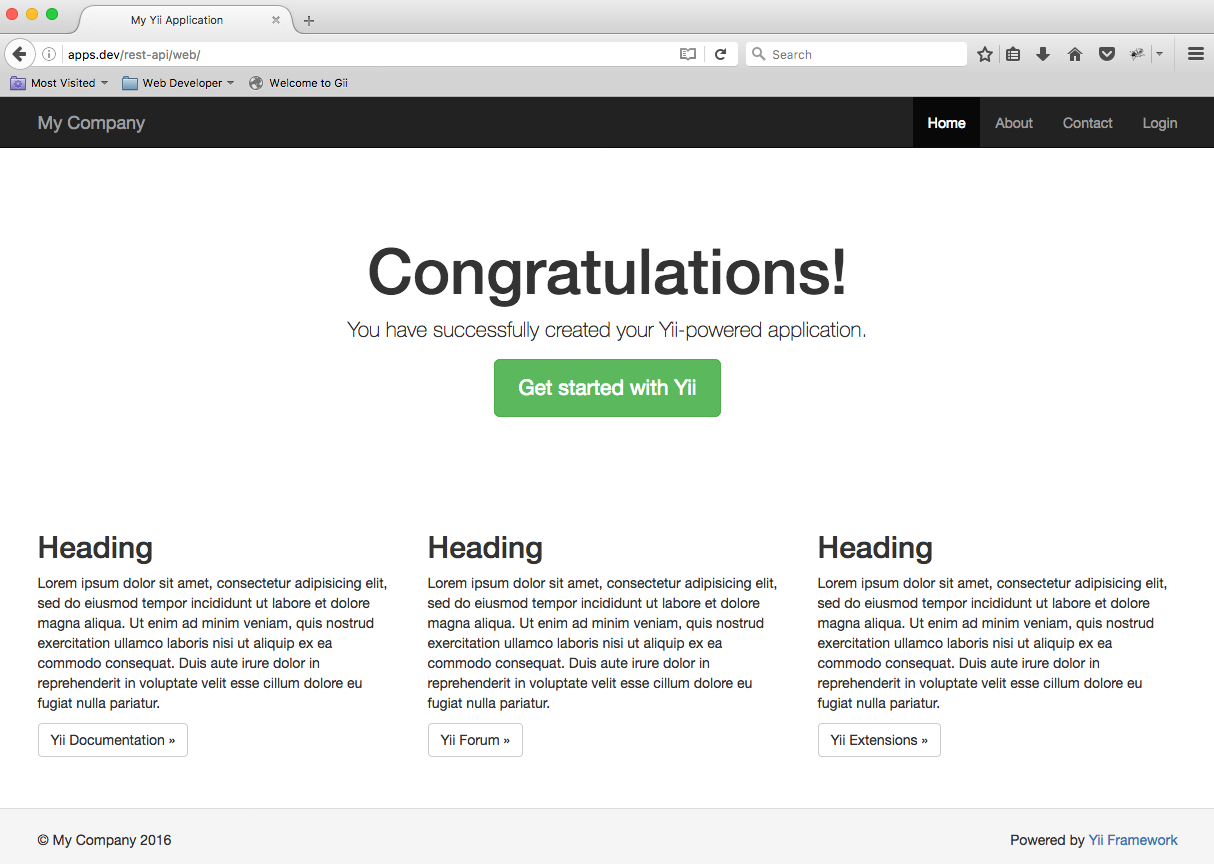 My Yii Application
apps.dev/rest-api/web/
Search
Most Visited
Web Developer
Welcome to Gii
My Company
Home
About
Contact
Login
Congratulations!
You have successfully created your Yii-powered application.
Get started with Yii
Heading
Lorem ipsum dolor sit amet, consectetur adipisicing elit,
sed do eiusmod tempor incididunt ut labore et dolore
magna aliqua. Ut enim ad minim veniam, quis nostrud
exercitation ullamco laboris nisi ut aliquip ex ea
commodo consequat. Duis aute irure dolor in
reprehenderit in voluptate velit esse cillum dolore eu
fugiat nulla pariatur.
Yii Documentation »
Heading
Lorem ipsum dolor sit amet, consectetur adipisicing elit,
sed do eiusmod tempor incididunt ut labore et dolore
magna aliqua. Ut enim ad minim veniam, quis nostrud
exercitation ullamco laboris nisi ut aliquip ex ea
commodo consequat. Duis aute irure dolor in
reprehenderit in voluptate velit esse cillum dolore eu
fugiat nulla pariatur.
Yii Forum »
Heading
Lorem ipsum dolor sit amet, consectetur adipisicing elit,
sed do eiusmod tempor incididunt ut labore et dolore
magna aliqua. Ut enim ad minim veniam, quis nostrud
exercitation ullamco laboris nisi ut aliquip ex ea
commodo consequat. Duis aute irure dolor in
reprehenderit in voluptate velit esse cillum dolore eu
fugiat nulla pariatur.
Yii Extensions »
© My Company 2016
Powered by Yii Framework